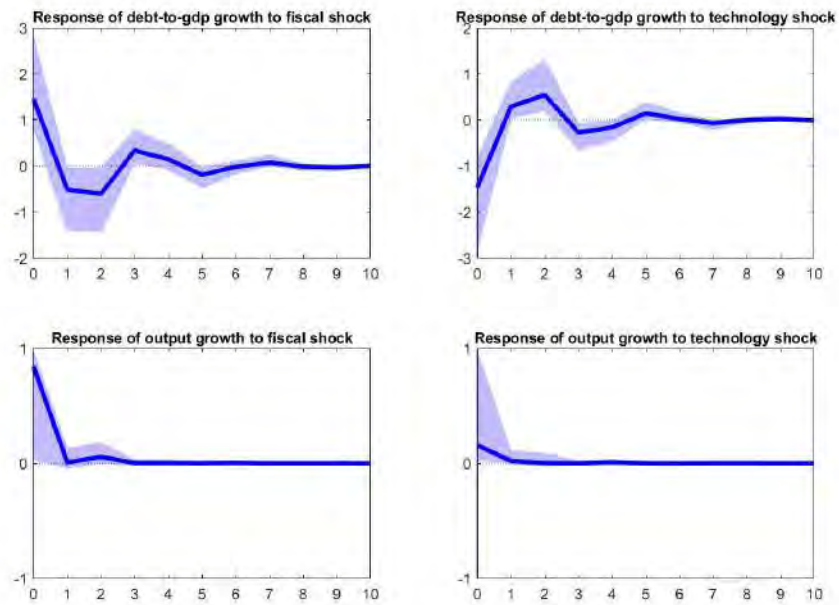 Response of debt-to-gdp growth to fiscal shock
3
2
1
0
-1
-2
0 1 2 3 4 5 6 7 8 9 10
Response of debt-to-gdp growth to technology shock
2
1
0
-1
-2
-3
0 1 2 3 4 5 6 7 8 9 10
Response of output growth to fiscal shock
1
0
-1
0 1 2 3 4 5 6 7 8 9 10
Response of output growth to technology shock
1
0
-1
0 1 2 3 4 5 6 7 8 9 10